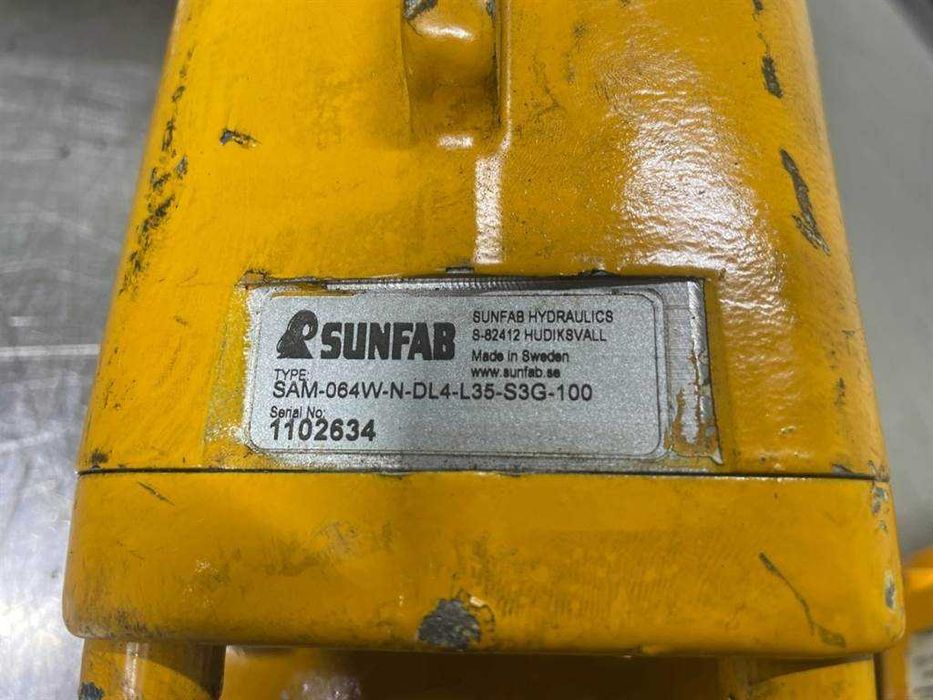 SUNFAB
SUNFAB HYDRAULICS
S-82412 HUDIKSVALL
Made in Sweden
www.sunfab.se
TYPE:
SAM-064W-N-DL4-L35-S3G-100
Serial No:
1102634